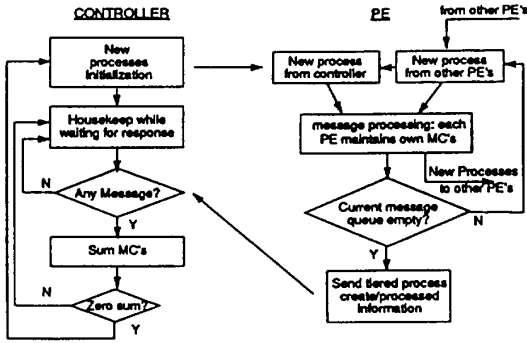 CONTROLLER
New
processes
Initialization
Housekeep while
waiting for response
Any Message?
N
Y
Sum MC's
Zero sum?
N
Y
PE
from other PE's
New process
from controller
New process
from other PE's
message processing: each
PE maintains own MC's
New Processes
to other PE's
Current message
queue empty?
N
Y
Send tiered process
create/processed
information